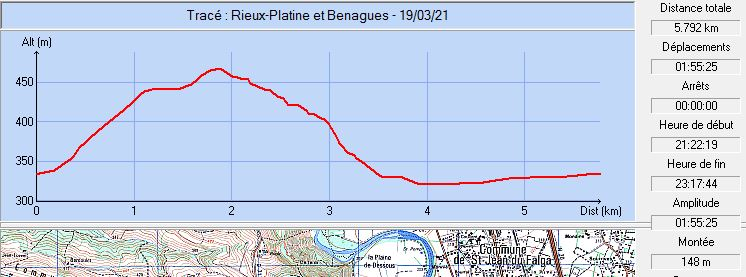 Tracé : Rieux-Platine et Benagues - 19/03/21
Alt (m)
450
400
350
300
0
1
2
3
4
5
Dist (km)
Distance totale
5.792 km
Déplacements
01:55:25
Arrêts
00:00:00
Heure de début
21:22:19
Heure de fin
23:17:44
Amplitude
01:55:25
Montée
148 m
la Plaine
de Dessous
Commune
de St-Jean du Falga